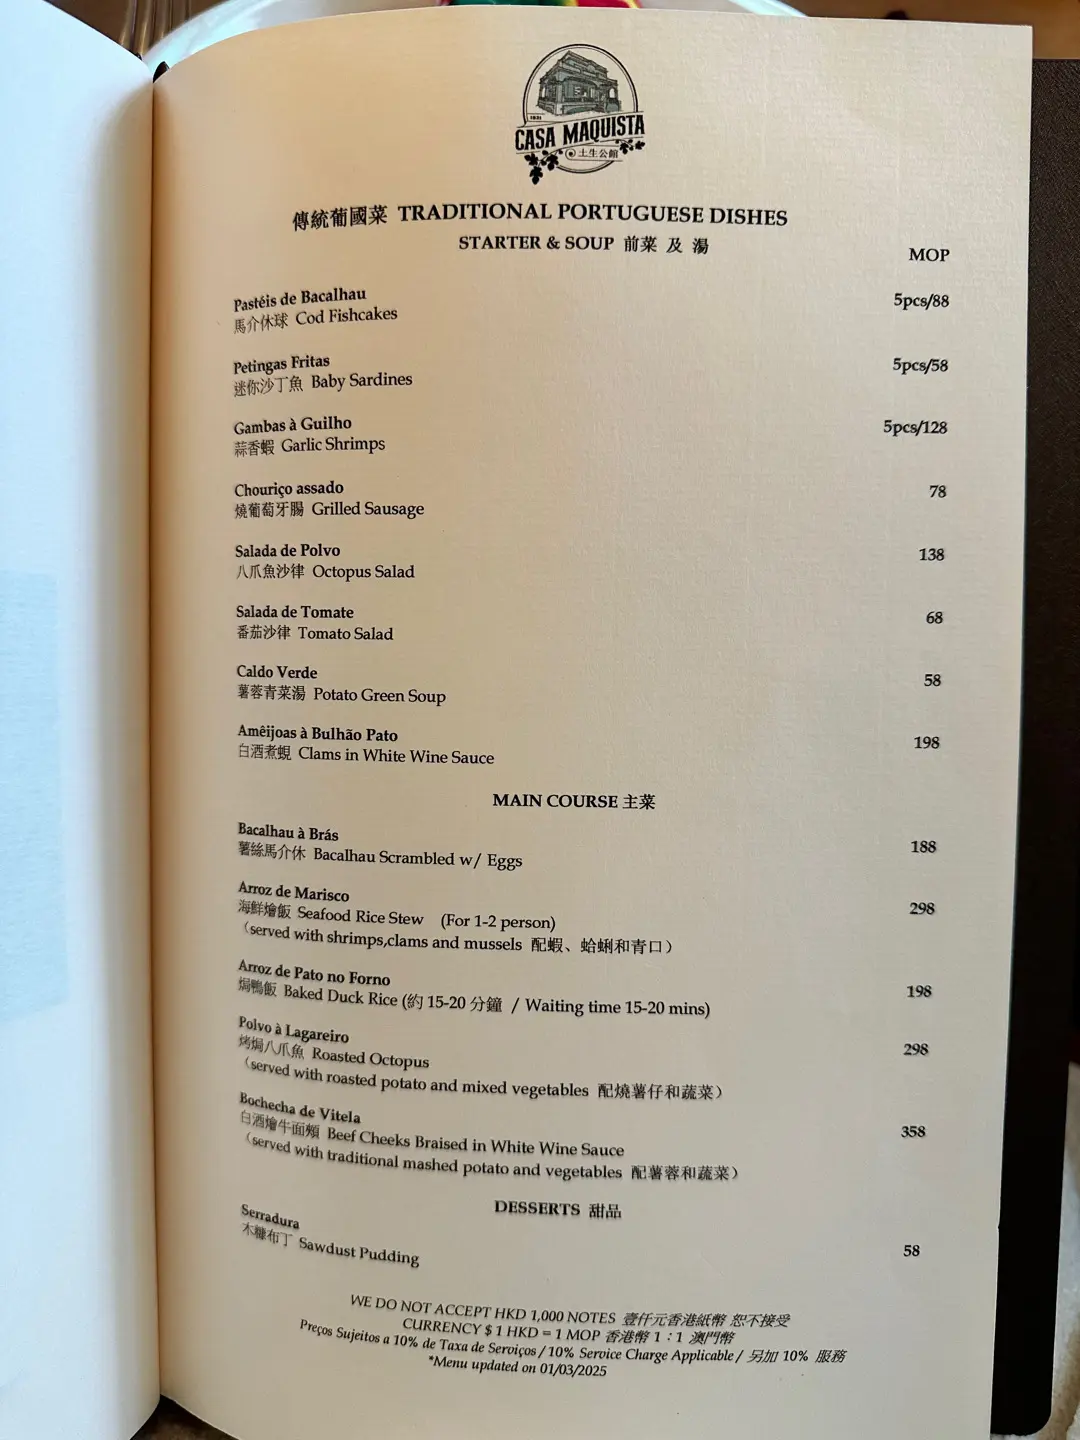 1921
CASA MAQUISTA
土生公館
傳統葡國菜 TRADITIONAL PORTUGUESE DISHES
STARTER & SOUP 前菜 及 湯
MOP
Pastéis de Bacalhau
馬介休球 Cod Fishcakes
5pcs/88
Petingas Fritas
迷你沙丁魚 Baby Sardines
5pcs/58
Gambas à Guilho
蒜香蝦 Garlic Shrimps
5pcs/128
Chouriço assado
燒葡萄牙腸 Grilled Sausage
78
Salada de Polvo
八爪魚沙律 Octopus Salad
138
Salada de Tomate
番茄沙律 Tomato Salad
68
Caldo Verde
薯蓉青菜湯 Potato Green Soup
58
Amêijoas à Bulhão Pato
白酒煮蜆 Clams in White Wine Sauce
198
MAIN COURSE 主菜
Bacalhau à Brás
薯絲馬介休 Bacalhau Scrambled w/ Eggs
188
Arroz de Marisco
海鮮燴飯 Seafood Rice Stew (For 1-2 person)
（served with shrimps,clams and mussels 配蝦、蛤蜊和青口）
298
Arroz de Pato no Forno
焗鴨飯 Baked Duck Rice (約 15-20 分鐘 / Waiting time 15-20 mins)
198
Polvo à Lagareiro
烤焗八爪魚 Roasted Octopus
（served with roasted potato and mixed vegetables 配燒薯仔和蔬菜）
298
Bochecha de Vitela
白酒燴牛面頰 Beef Cheeks Braised in White Wine Sauce
（served with traditional mashed potato and vegetables 配薯蓉和蔬菜）
358
DESSERTS 甜品
Serradura
木糠布丁 Sawdust Pudding
58
WE DO NOT ACCEPT HKD 1,000 NOTES 壹仟元香港紙幣 恕不接受
CURRENCY $ 1 HKD = 1 MOP 香港幣 1：1 澳門幣
Preços Sujeitos a 10% de Taxa de Serviços / 10% Service Charge Applicable / 另加 10% 服務
*Menu updated on 01/03/2025